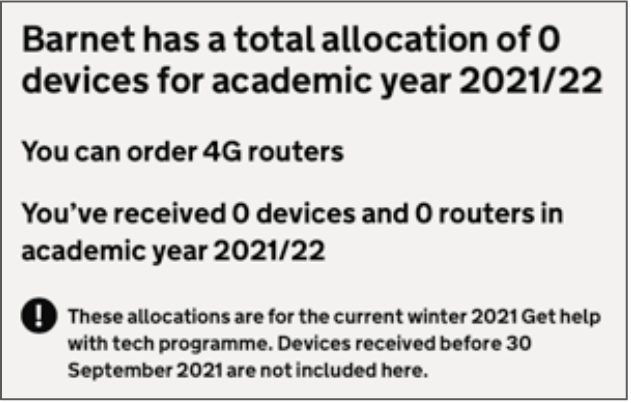 Barnet has a total allocation of 0
devices for academic year 2021/22
You can order 4G routers
You've received 0 devices and 0 routers in
academic year 2021/22
These allocations are for the current winter 2021 Get help
with tech programme. Devices received before 30
September 2021 are not included here.